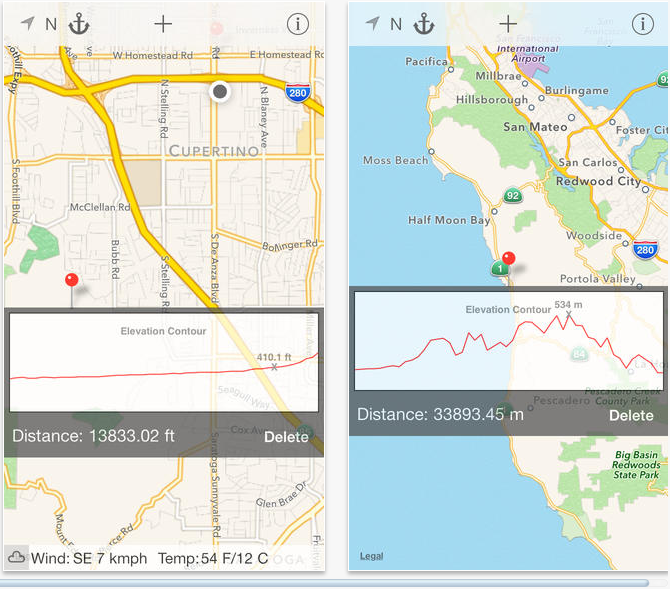 N
W Homestead Rd
E Homestead Rd
280
N Stelling Rd
N Blaney Ave
CUPERTINO
S Foothill Blvd
McClellan Rd
Bubb Rd
S Stelling Rd
S De Anza Blvd
Bollinger Rd
Elevation Contour
410.1 ft
Seagull Way
Distance: 13833.02 ft
Delete
Cox Ave
Saratoga Sunnyvale Rd
Glen Brae Dr
Wind: SE 7 kmph Temp: 54 F/12 C
N
San Francisco
International
Airport
Pacifica
Millbrae
Burlingame
Hillsborough
San Mateo
Foster City
Moss Beach
San Carlos
Redwood City
92
Half Moon Bay
Woodside
280
1
Portola Valley
Elevation Contour
534 m
84
Pescadero Creek
County Park
Pescadero
Distance: 33893.45 m
Delete
Big Basin
Redwoods
State Park
Legal